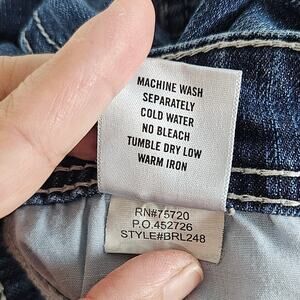 MACHINE WASH
SEPARATELY
COLD WATER
NO BLEACH
TUMBLE DRY LOW
WARM IRON
RN#75720
P.O.452726
STYLE#BRL248